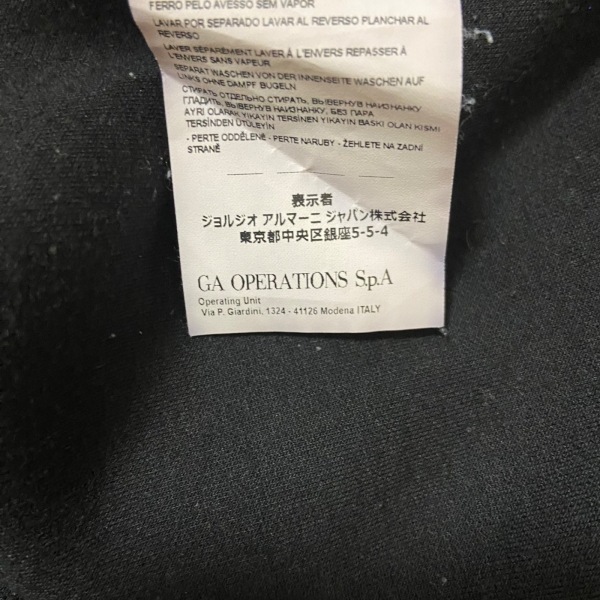 FERRO PELO AVESSO SEM VAPOR
LAVAR POR SEPARADO LAVAR AL REVERSO PLANCHAR AL
REVERSO
LAVER SÉPARÉMENT LAVER À L'ENVERS REPASSER À
L'ENVERS SANS VAPEUR
SEPARAT WASCHEN VON DER INNENSEITE WASCHEN AUF
LINKS OHNE DAMPF BÜGELN
СТИРАТЬ ОТДЕЛЬНО СТИРАТЬ, ВЫВЕРНУВ НАИЗНАНКУ
ГЛАДИТЬ, ВЫВЕРНУВ НАИЗНАНКУ, БЕЗ ПАРА
AYRI OLARAK YIKAYIN TERSİNEN YIKAYIN BASKI OLAN KISMI
TERSİNDEN ÜTÜLEYİN
- PERTE ODDĚLENĚ - PERTE NARUBY - ŽEHLETE NA ZADNÍ
STRANĚ
表示者
ジョルジオ アルマーニ ジャパン株式会社
東京都中央区銀座5-5-4
GA OPERATIONS S.p.A
Operating Unit
Via P. Giardini, 1324 - 41126 Modena ITALY